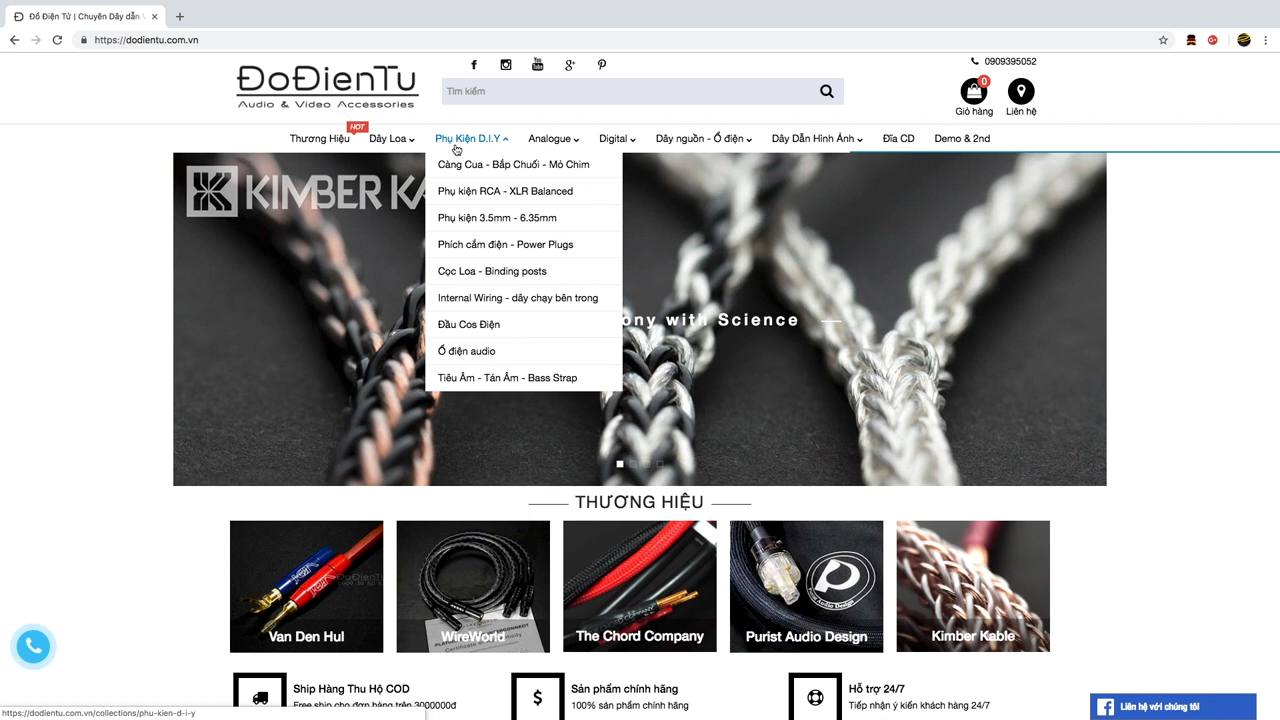 Đồ Điện Tử | Chuyên Dây dẫn
https://dodientu.com.vn
ĐoĐienTu
Audio & Video Accessories
Tìm kiếm
0909395052
0
Giỏ hàng
Liên hệ
HOT
Thương Hiệu
Dây Loa
Phụ Kiện D.I.Y
Analogue
Digital
Dây nguồn - Ổ điện
Dây Dẫn Hình Ảnh
Đĩa CD
Demo & 2nd
Càng Cua - Bắp Chuối - Mỏ Chim
Phụ kiện RCA - XLR Balanced
Phụ kiện 3.5mm - 6.35mm
Phích cắm điện - Power Plugs
Cọc Loa - Binding posts
Internal Wiring - dây chạy bên trong
Đầu Cos Điện
Ổ điện audio
Tiêu Âm - Tán Âm - Bass Strap
KIMBER KA
ony with Science
THƯƠNG HIỆU
Van Den Hul
WireWorld
The Chord Company
Purist Audio Design
Kimber Kable
Ship Hàng Thu Hộ COD
Free ship cho đơn hàng trên 3000000đ
Sản phẩm chính hãng
100% sản phẩm chính hãng
Hỗ trợ 24/7
Tiếp nhận ý kiến khách hàng 24/7
https://dodientu.com.vn/collections/phu-kien-d-i-y
Liên hệ với chúng tôi